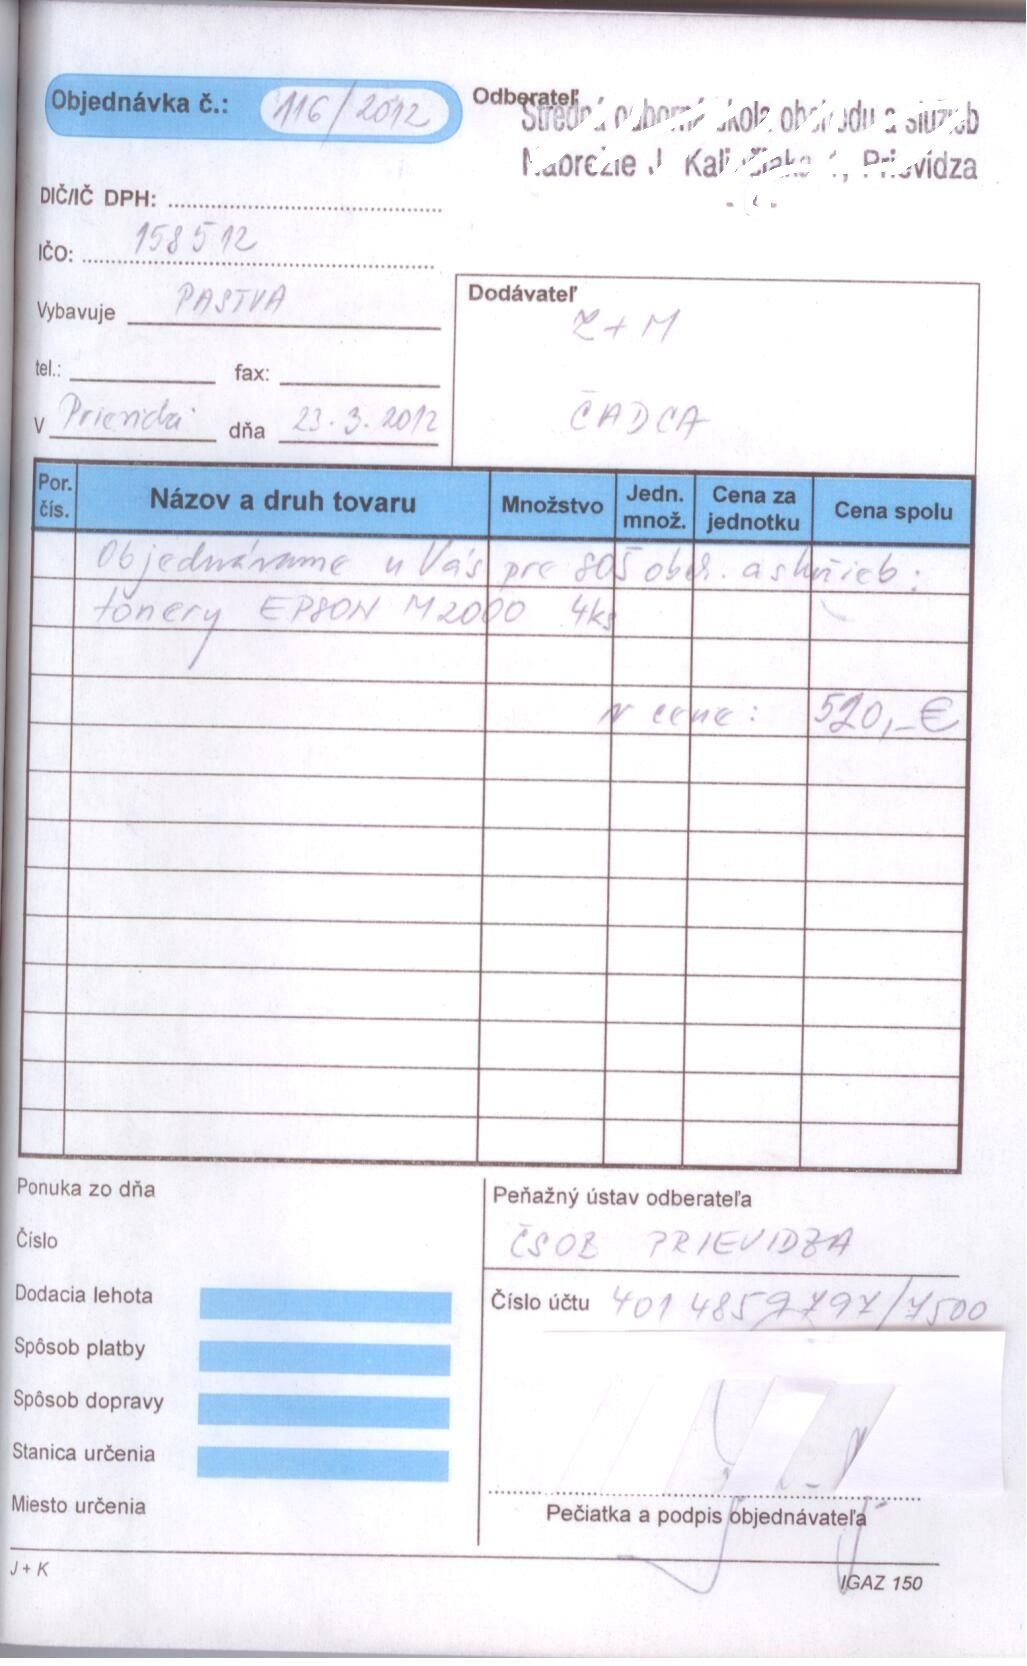 Objednávka č.: 116/2012
Odberateľ
Stredná odborná škola obchodu a služieb
Nábrežie J. Kalinčiaka 1, Prievidza
DIČ/IČ DPH:
IČO: 158512
Vybavuje PASTVA
tel.: fax:
V Prievidzi dňa 23.3.2012
Dodávateľ
Z+M
ČADCA
Por. čís. Názov a druh tovaru Množstvo Jedn. množ. Cena za jednotku Cena spolu
Objednávame u Vás pre SOŠ obch. a služieb:
tonery EPSON M2000 4ks
v cene: 520,-€
Ponuka zo dňa
Číslo
Dodacia lehota
Spôsob platby
Spôsob dopravy
Stanica určenia
Miesto určenia
Peňažný ústav odberateľa
ČSOB PRIEVIDZA
Číslo účtu 4014859797/7500
Pečiatka a podpis objednávateľa
J + K
IGAZ 150